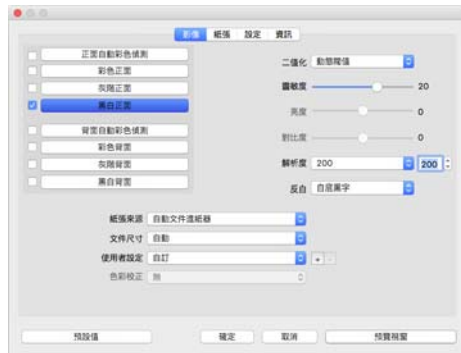 影像 紙張 設定 資訊
正面自動彩色偵測
彩色正面
灰階正面
黑白正面
背面自動彩色偵測
彩色背面
灰階背面
黑白背面
二值化 動態閥值
靈敏度 20
亮度 0
對比度 0
解析度 200 200
反白 白底黑字
紙張來源 自動文件進紙器
文件尺寸 自動
使用者設定 自訂 + -
色彩校正 無
預設值 確定 取消 預覽視窗